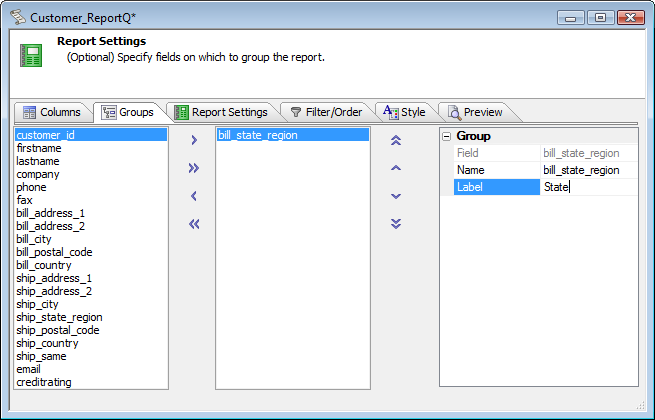 Customer_ReportQ*
Report Settings
(Optional) Specify fields on which to group the report.
Columns Groups Report Settings Filter/Order Style Preview
customer_id
firstname
lastname
company
phone
fax
bill_address_1
bill_address_2
bill_city
bill_postal_code
bill_country
ship_address_1
ship_address_2
ship_city
ship_state_region
ship_postal_code
ship_country
ship_same
email
creditrating
bill_state_region
Group
Field bill_state_region
Name bill_state_region
Label State